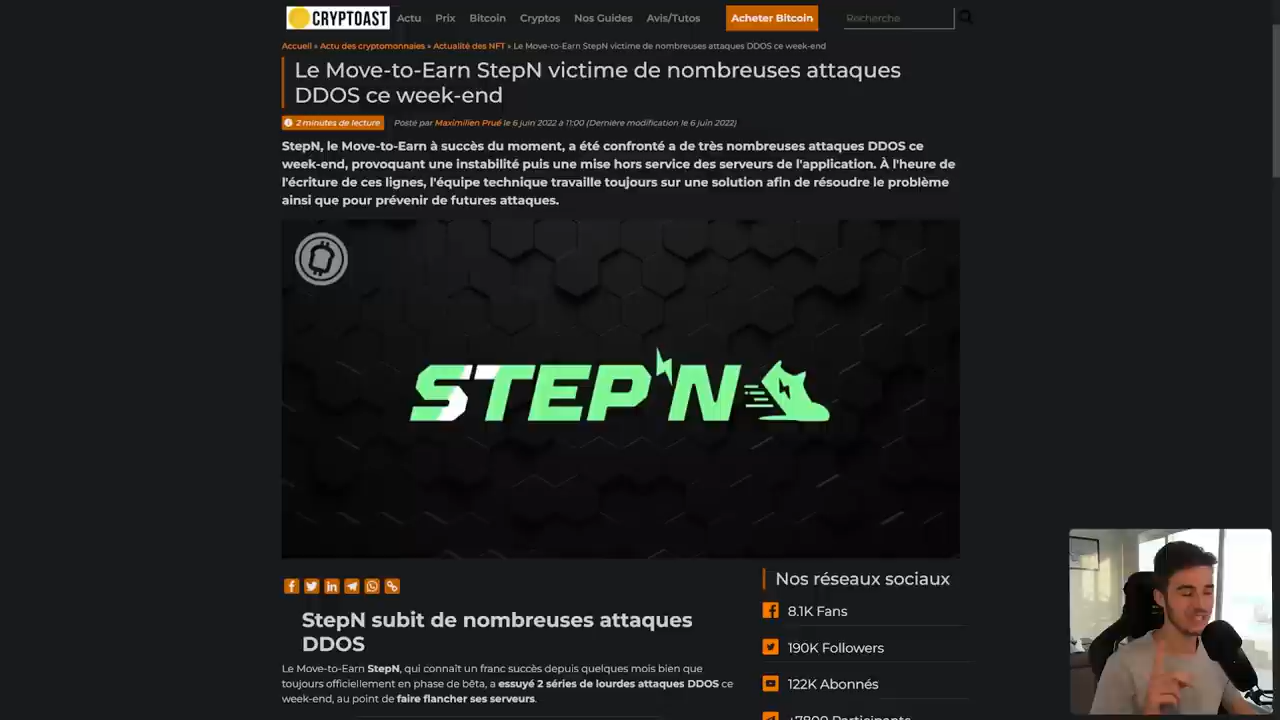 CRYPTOAST Actu Prix Bitcoin Cryptos Nos Guides Avis/Tutos Acheter Bitcoin Recherche
Accueil » Actu des cryptomonnaies » Actualité des NFT » Le Move-to-Earn StepN victime de nombreuses attaques DDOS ce week-end
Le Move-to-Earn StepN victime de nombreuses attaques
DDOS ce week-end
2 minutes de lecture Posté par Maximilien Prué le 6 juin 2022 à 11:00 (Dernière modification le 6 juin 2022)
StepN, le Move-to-Earn à succès du moment, a été confronté a de très nombreuses attaques DDOS ce
week-end, provoquant une instabilité puis une mise hors service des serveurs de l'application. À l'heure de
l'écriture de ces lignes, l'équipe technique travaille toujours sur une solution afin de résoudre le problème
ainsi que pour prévenir de futures attaques.
STEP'N
StepN subit de nombreuses attaques
DDOS
Le Move-to-Earn StepN, qui connaît un franc succès depuis quelques mois bien que
toujours officiellement en phase de bêta, a essuyé 2 séries de lourdes attaques DDOS ce
week-end, au point de faire flancher ses serveurs.
Nos réseaux sociaux
8.1K Fans
190K Followers
122K Abonnés
+7800 Participants